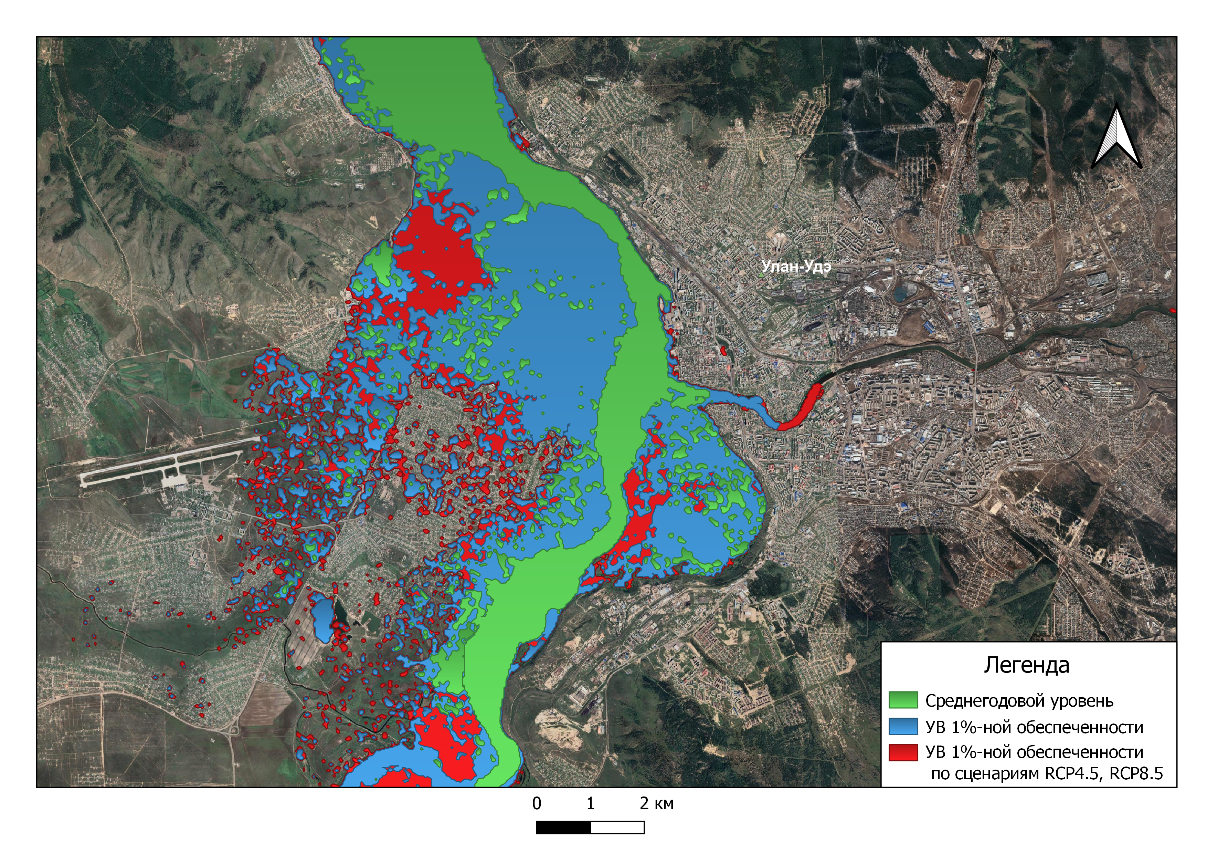 Улан-Удэ
Легенда
Среднегодовой уровень
УВ 1%-ной обеспеченности
УВ 1%-ной обеспеченности
по сценариям RCP4.5, RCP8.5
0 1 2 км